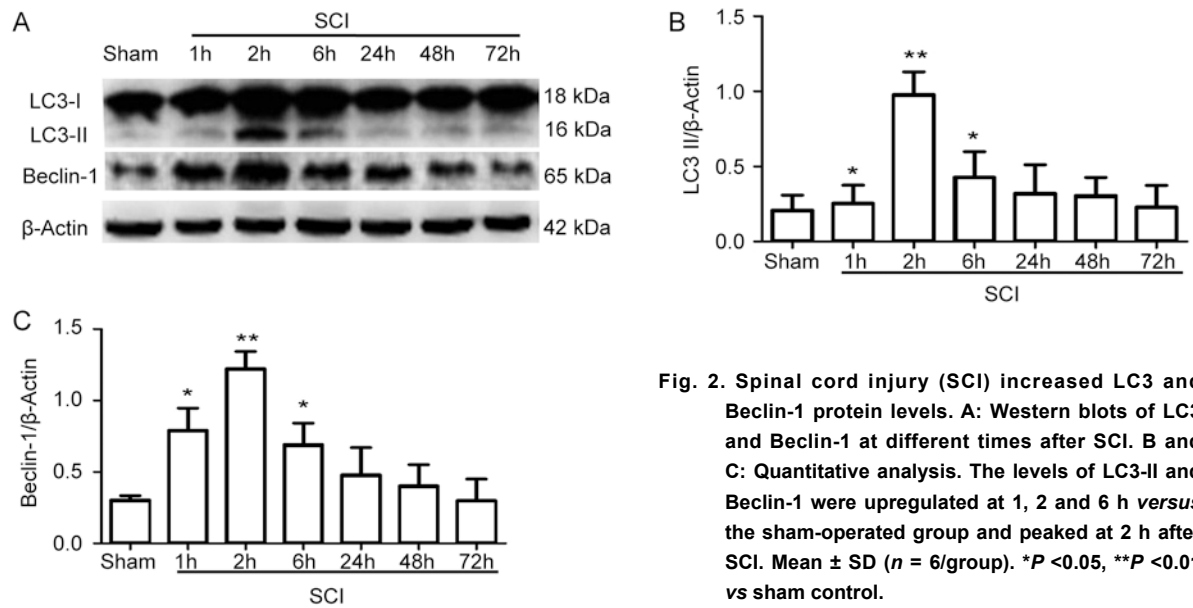 A
SCI
Sham 1h 2h 6h 24h 48h 72h
LC3-I 18 kDa
LC3-II 16 kDa
Beclin-1 65 kDa
β-Actin 42 kDa
B
LC3 II/β-Actin
1.5
1.0
0.5
0.0
**
*
*
Sham 1h 2h 6h 24h 48h 72h
SCI
C
Beclin-1/β-Actin
1.5
1.0
0.5
0.0
**
*
*
Sham 1h 2h 6h 24h 48h 72h
SCI
Fig. 2. Spinal cord injury (SCI) increased LC3 and
Beclin-1 protein levels. A: Western blots of LC3
and Beclin-1 at different times after SCI. B and
C: Quantitative analysis. The levels of LC3-II and
Beclin-1 were upregulated at 1, 2 and 6 h versus
the sham-operated group and peaked at 2 h after
SCI. Mean ± SD (n = 6/group). *P <0.05, **P <0.01
vs sham control.